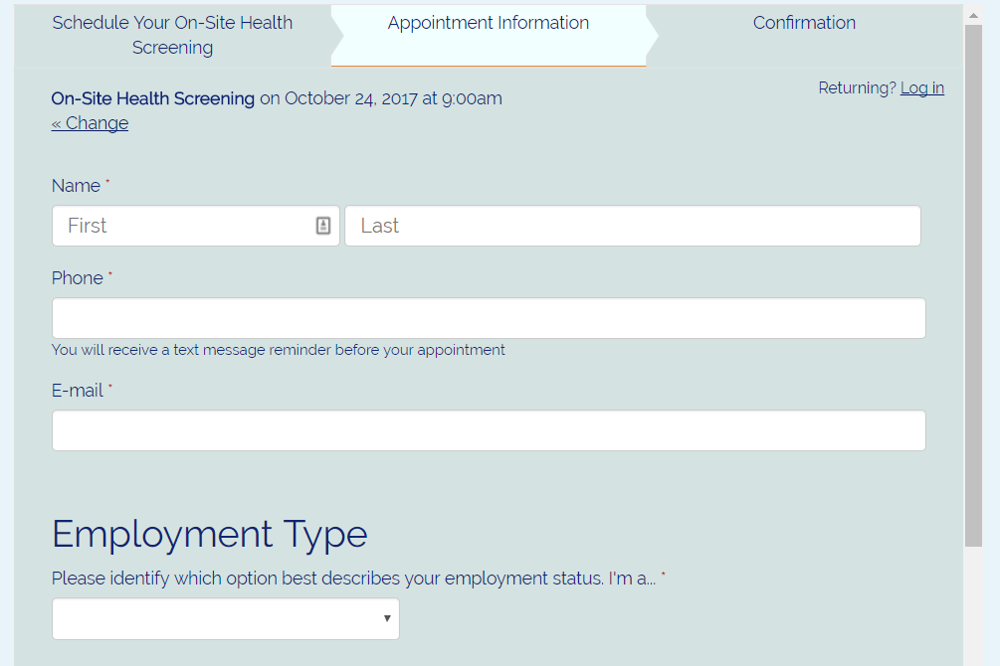 Schedule Your On-Site Health
Screening
Appointment Information
Confirmation
On-Site Health Screening on October 24, 2017 at 9:00am
Returning? Log in
« Change
Name *
First
Last
Phone *
You will receive a text message reminder before your appointment
E-mail *
Employment Type
Please identify which option best describes your employment status. I'm a... *